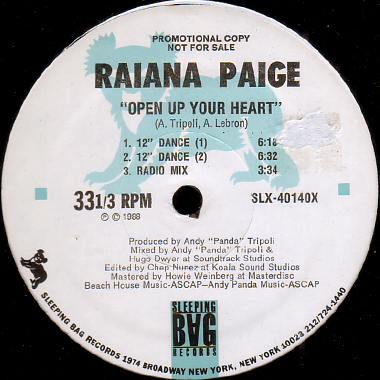 PROMOTIONAL COPY
NOT FOR SALE
RAIANA PAIGE
"OPEN UP YOUR HEART"
(A. Tripoli, A. Lebron)
1. 12" DANCE (1) 6:18
2. 12" DANCE (2) 6:32
3. RADIO MIX 3:34
33 1/3 RPM
SLX-40140X
℗ © 1988
Produced by Andy "Panda" Tripoli
Mixed by Andy "Panda" Tripoli &
Hugo Dwyer at Soundtrack Studios
Edited by Chep Nunez at Koala Sound Studios
Mastered by Howie Weinberg at Masterdisc
Beach House Music-ASCAP—Andy Panda Music-ASCAP
SLEEPING
BAG
RECORDS
SLEEPING BAG RECORDS 1974 BROADWAY NEW YORK, NEW YORK 10023 212/724-1440